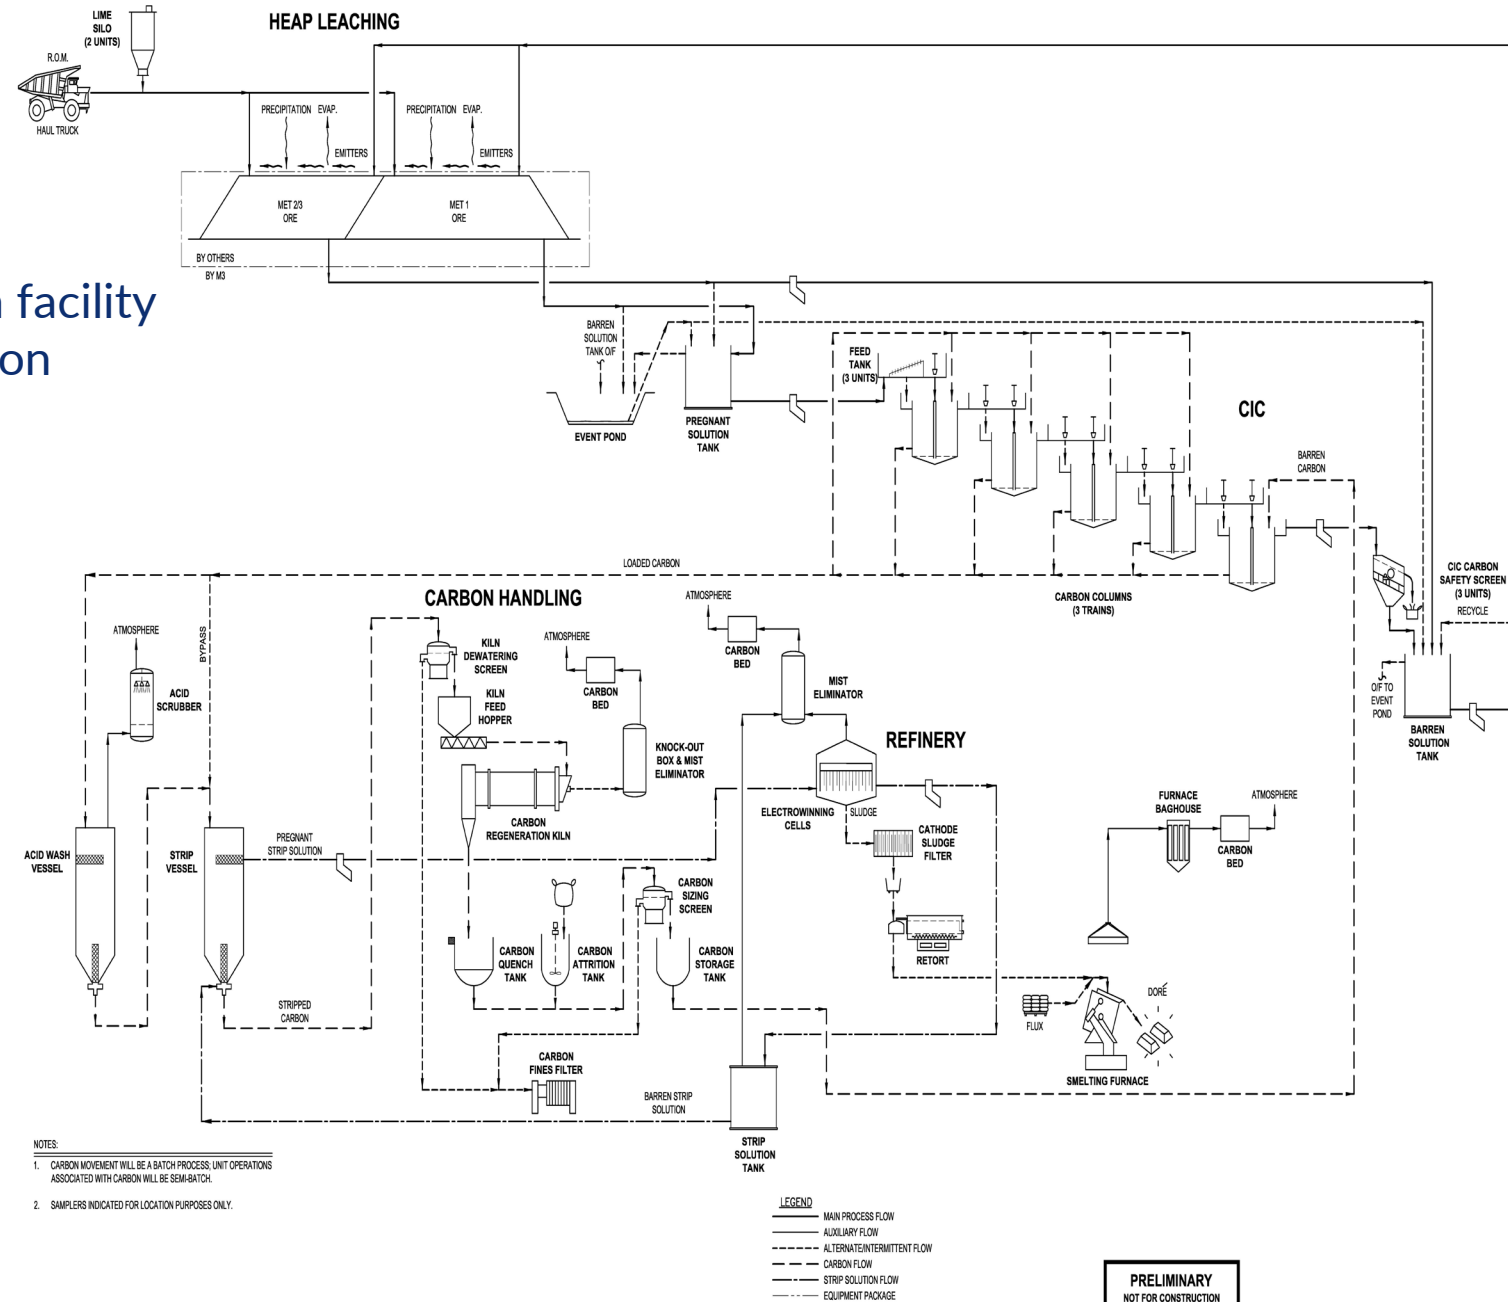 HEAP LEACHING
LIME
SILO
(2 UNITS)
R.O.M.
HAUL TRUCK
PRECIPITATION
EVAP.
PRECIPITATION
EVAP.
EMITTERS
EMITTERS
MET 2/3
ORE
MET 1
ORE
BY OTHERS
BY M3
facility
on
BARREN
SOLUTION
TANK O/F
EVENT POND
PREGNANT
SOLUTION
TANK
FEED
TANK
(3 UNITS)
CIC
BARREN
CARBON
LOADED CARBON
CARBON COLUMNS
(3 TRAINS)
CIC CARBON
SAFETY SCREEN
(3 UNITS)
RECYCLE
O/F TO
EVENT
POND
BARREN
SOLUTION
TANK
CARBON HANDLING
ATMOSPHERE
BYPASS
ACID
SCRUBBER
KILN
DEWATERING
SCREEN
KILN
FEED
HOPPER
ATMOSPHERE
CARBON
BED
KNOCK-OUT
BOX & MIST
ELIMINATOR
CARBON
REGENERATION KILN
ATMOSPHERE
CARBON
BED
MIST
ELIMINATOR
REFINERY
ELECTROWINNING
CELLS
SLUDGE
CATHODE
SLUDGE
FILTER
RETORT
FURNACE
BAGHOUSE
ATMOSPHERE
CARBON
BED
ACID WASH
VESSEL
STRIP
VESSEL
PREGNANT
STRIP SOLUTION
CARBON
SIZING
SCREEN
CARBON
QUENCH
TANK
CARBON
ATTRITION
TANK
CARBON
STORAGE
TANK
STRIPPED
CARBON
FLUX
DORÉ
SMELTING FURNACE
CARBON
FINES FILTER
BARREN STRIP
SOLUTION
STRIP
SOLUTION
TANK
NOTES:
1. CARBON MOVEMENT WILL BE A BATCH PROCESS; UNIT OPERATIONS
ASSOCIATED WITH CARBON WILL BE SEMI-BATCH.
2. SAMPLERS INDICATED FOR LOCATION PURPOSES ONLY.
LEGEND
MAIN PROCESS FLOW
AUXILIARY FLOW
ALTERNATE/INTERMITTENT FLOW
CARBON FLOW
STRIP SOLUTION FLOW
EQUIPMENT PACKAGE
PRELIMINARY
NOT FOR CONSTRUCTION